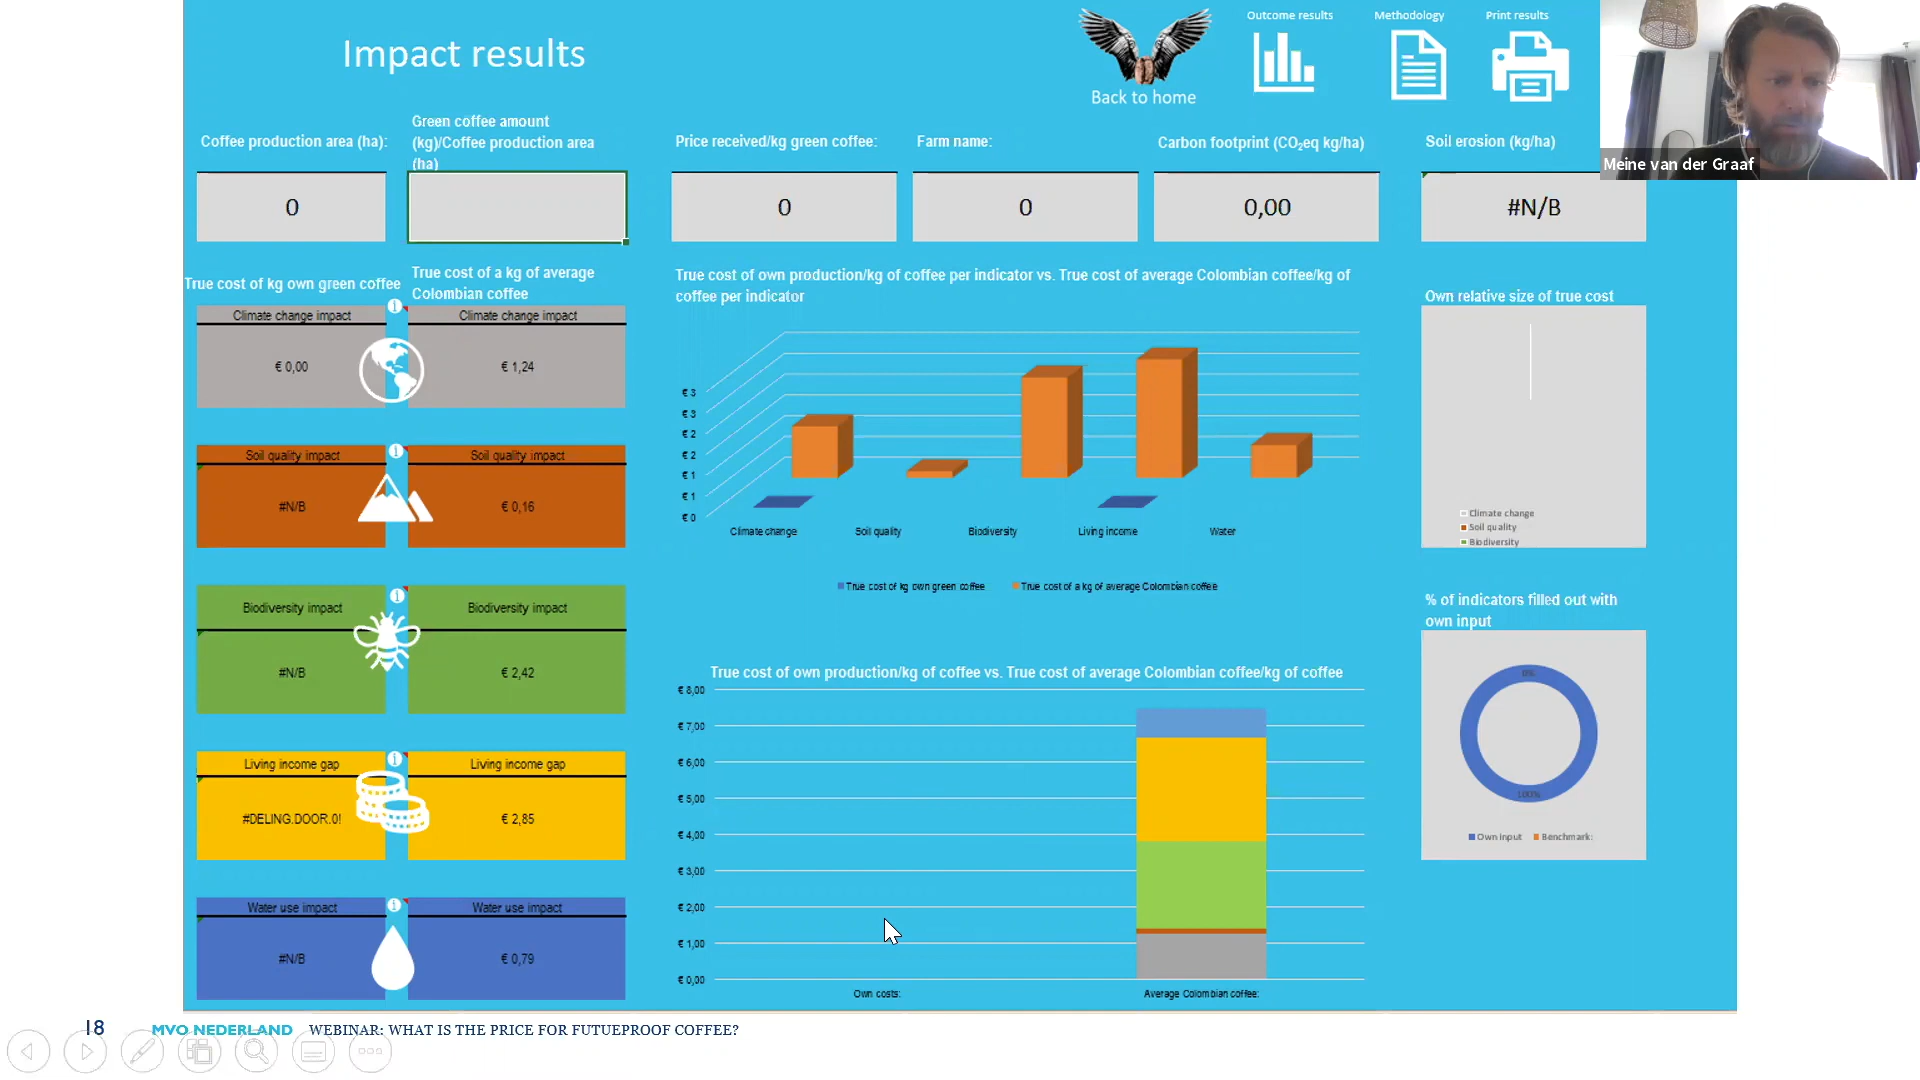 Impact results
Outcome results
Methodology
Print results
Back to home
Meine van der Graaf
Coffee production area (ha):
Green coffee amount
(kg)/Coffee production area
(ha)
Price received/kg green coffee:
Farm name:
Carbon footprint (CO₂eq kg/ha)
Soil erosion (kg/ha)
0
0
0
0,00
#N/B
True cost of kg own green coffee
True cost of a kg of average
Colombian coffee
Climate change impact
Climate change impact
€ 0,00
€ 1,24
Soil quality impact
Soil quality impact
#N/B
€ 0,16
Biodiversity impact
Biodiversity impact
#N/B
€ 2,42
Living income gap
Living income gap
#DELING.DOOR.0!
€ 2,85
Water use impact
Water use impact
#N/B
€ 0,79
True cost of own production/kg of coffee per indicator vs. True cost of average Colombian coffee/kg of
coffee per indicator
€ 3
€ 3
€ 2
€ 2
€ 1
€ 1
€ 0
Climate change
Soil quality
Biodiversity
Living income
Water
True cost of kg own green coffee
True cost of a kg of average Colombian coffee
True cost of own production/kg of coffee vs. True cost of average Colombian coffee/kg of coffee
€ 8,00
€ 7,00
€ 6,00
€ 5,00
€ 4,00
€ 3,00
€ 2,00
€ 1,00
€ 0,00
Own costs:
Average Colombian coffee:
Own relative size of true cost
Climate change
Soil quality
Biodiversity
% of indicators filled out with
own input
0%
100%
Own input
Benchmark:
18
MVO NEDERLAND
WEBINAR: WHAT IS THE PRICE FOR FUTUEPROOF COFFEE?